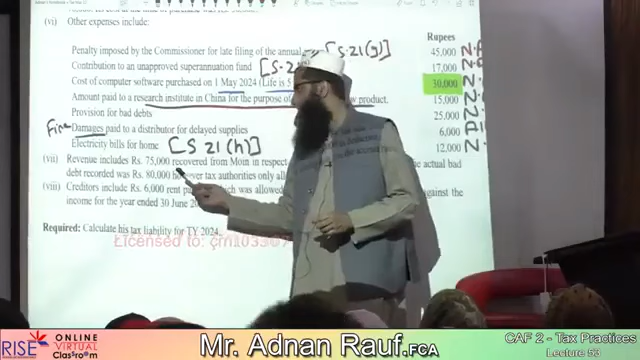 (vi) Other expenses include:
Rupees
Penalty imposed by the Commissioner for late filing of the annual [S.21(g)] 45,000
Contribution to an unapproved superannuation fund [S.2 17,000
Cost of computer software purchased on 1 May 2024 (Life is 5 30,000
Amount paid to a research institute in China for the purpose of product. 15,000
Provision for bad debts 25,000
Fine Damages paid to a distributor for delayed supplies 6,000
Electricity bills for home [S 21(h)] 12,000
(vii) Revenue includes Rs. 75,000 recovered from Moin in respect actual bad
debt recorded was Rs. 80,000 however tax authorities only all
(viii) Creditors include Rs. 6,000 rent which was allowed against the
income for the year ended 30 June 20
Required: Calculate his tax liability for TY 2024.
Licensed to:
RISE ONLINE VIRTUAL Classroom
Mr. Adnan Rauf.FCA
CAF 2 - Tax Practices
Lecture 53